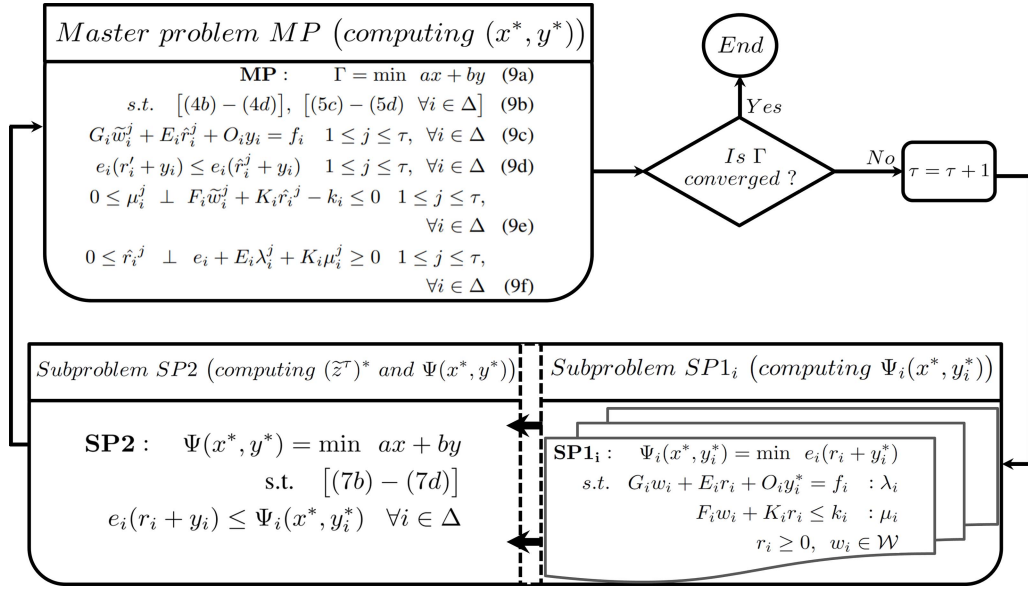 Master problem MP (computing (x*, y*))
MP : Γ = min ax + by (9a)
s.t. [(4b) − (4d)], [(5c) − (5d) ∀i ∈ Δ] (9b)
G_i w̃_i^j + E_i r̂_i^j + O_i y_i = f_i 1 ≤ j ≤ τ, ∀i ∈ Δ (9c)
e_i(r′_i + y_i) ≤ e_i(r̂_i^j + y_i) 1 ≤ j ≤ τ, ∀i ∈ Δ (9d)
0 ≤ μ_i^j ⊥ F_i w̃_i^j + K_i r̂_i^j − k_i ≤ 0 1 ≤ j ≤ τ,
∀i ∈ Δ (9e)
0 ≤ r̂_i^j ⊥ e_i + E_i λ_i^j + K_i μ_i^j ≥ 0 1 ≤ j ≤ τ,
∀i ∈ Δ (9f)
End
Yes
Is Γ
converged ?
No
τ = τ + 1
Subproblem SP2 (computing (z̃^τ)* and Ψ(x*, y*))
SP2 : Ψ(x*, y*) = min ax + by
s.t. [(7b) − (7d)]
e_i(r_i + y_i) ≤ Ψ_i(x*, y_i*) ∀i ∈ Δ
Subproblem SP1_i (computing Ψ_i(x*, y_i*))
SP1_i : Ψ_i(x*, y_i*) = min e_i(r_i + y_i*)
s.t. G_i w_i + E_i r_i + O_i y_i* = f_i : λ_i
F_i w_i + K_i r_i ≤ k_i : μ_i
r_i ≥ 0, w_i ∈ 𝒲